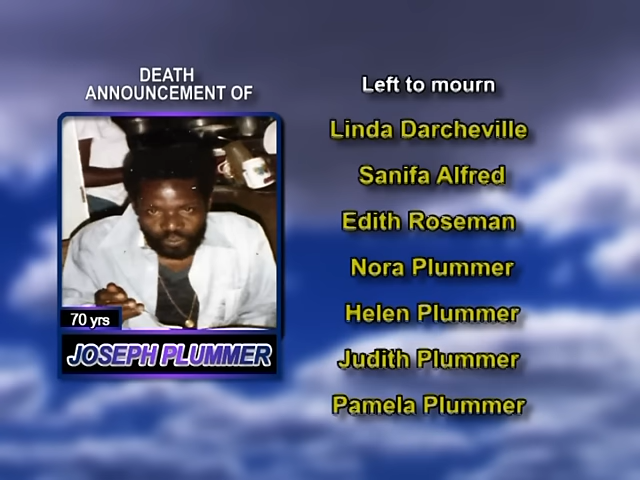 DEATH
ANNOUNCEMENT OF
70 yrs
JOSEPH PLUMMER
Left to mourn
Linda Darcheville
Sanifa Alfred
Edith Roseman
Nora Plummer
Helen Plummer
Judith Plummer
Pamela Plummer